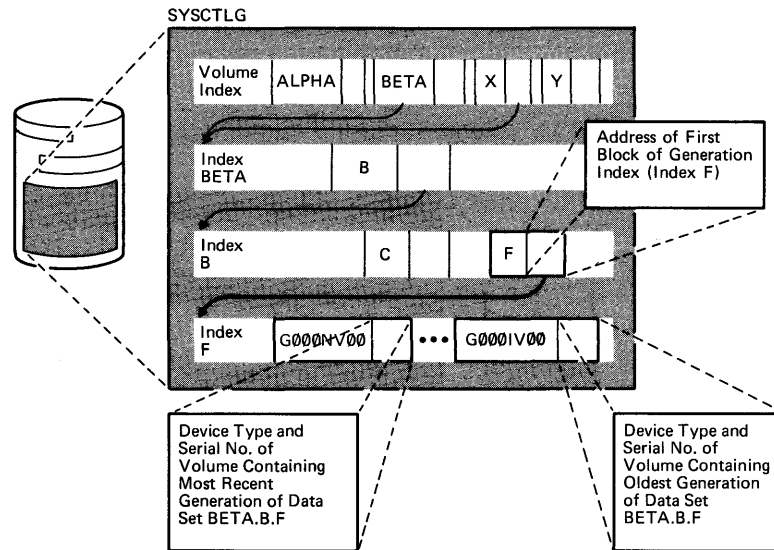 SYSCTLG
Volume
Index
ALPHA
BETA
X
Y
Address of First
Block of Generation
Index (Index F)
Index
BETA
B
Index
B
C
F
Index
F
G000NV00
G000IV00
Device Type and
Serial No. of
Volume Containing
Most Recent
Generation of Data
Set BETA.B.F
Device Type and
Serial No. of
Volume Containing
Oldest Generation
of Data Set
BETA.B.F